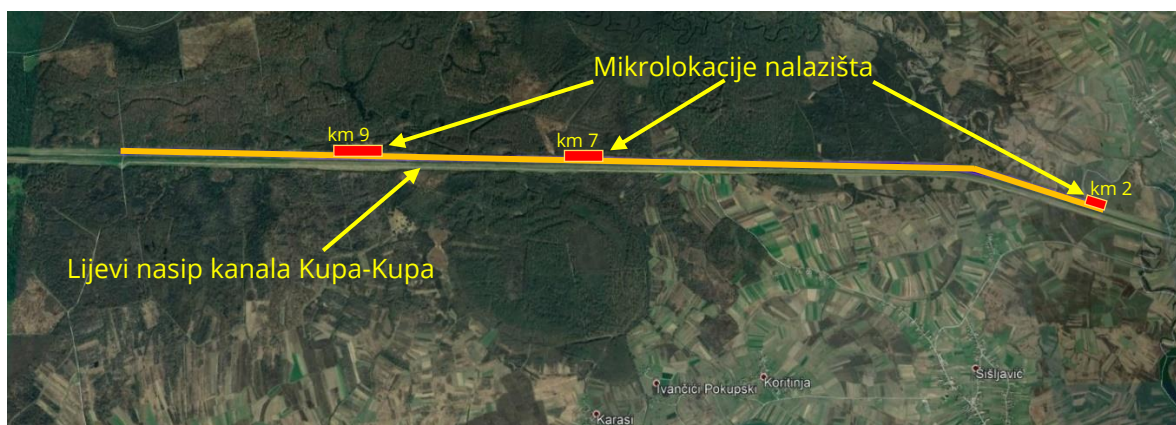 Mikrolokacije nalazišta
km 9
km 7
km 2
Lijevi nasip kanala Kupa-Kupa
Ivančići Pokupski
Koritinja
Šišljavić
Karasi